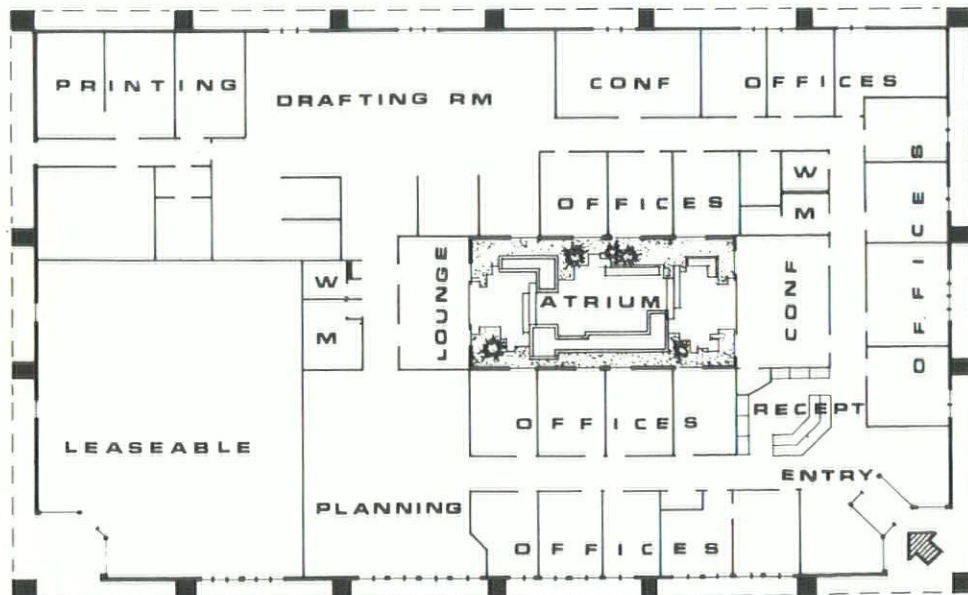 PRINTING
DRAFTING RM
CONF
OFFICES
OFFICES
W
M
OFFICES
LOUNGE
ATRIUM
CONF
W
M
OFFICES
RECEPT
LEASEABLE
ENTRY
PLANNING
OFFICES